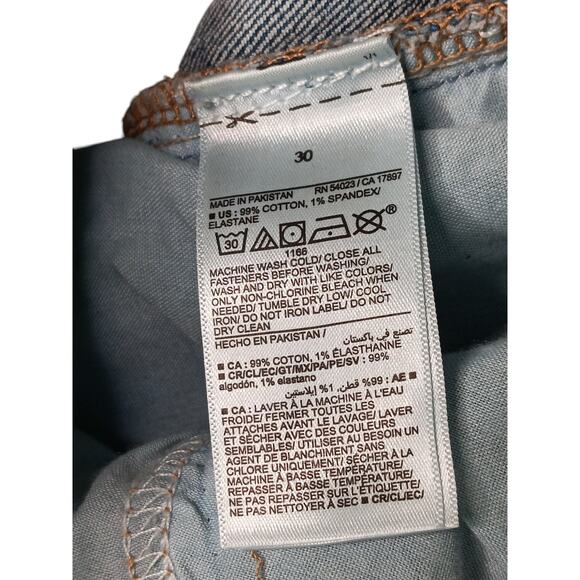 30
MADE IN PAKISTAN RN 54023 / CA 17897
■ US : 99% COTTON, 1% SPANDEX/
ELASTANE
30 ®
1166
MACHINE WASH COLD/ CLOSE ALL
FASTENERS BEFORE WASHING/
WASH AND DRY WITH LIKE COLORS/
ONLY NON-CHLORINE BLEACH WHEN
NEEDED/ TUMBLE DRY LOW/ COOL
IRON/ DO NOT IRON LABEL/ DO NOT
DRY CLEAN
HECHO EN PAKISTAN / تصنع في باكستان
■ CA : 99% COTON, 1% ÉLASTHANNE
■ CR/CL/EC/GT/MX/PA/PE/SV : 99%
algodón, 1% elastano
■ AE : 99% قطن, 1% إيلاستين
■ CA : LAVER À LA MACHINE À L'EAU
FROIDE/ FERMER TOUTES LES
ATTACHES AVANT LE LAVAGE/ LAVER
ET SÉCHER AVEC DES COULEURS
SEMBLABLES/ UTILISER AU BESOIN UN
AGENT DE BLANCHIMENT SANS
CHLORE UNIQUEMENT/ SÉCHER À LA
MACHINE À BASSE TEMPÉRATURE/
REPASSER À BASSE TEMPÉRATURE/
NE PAS REPASSER SUR L'ÉTIQUETTE/
NE PAS NETTOYER À SEC ■ CR/CL/EC/